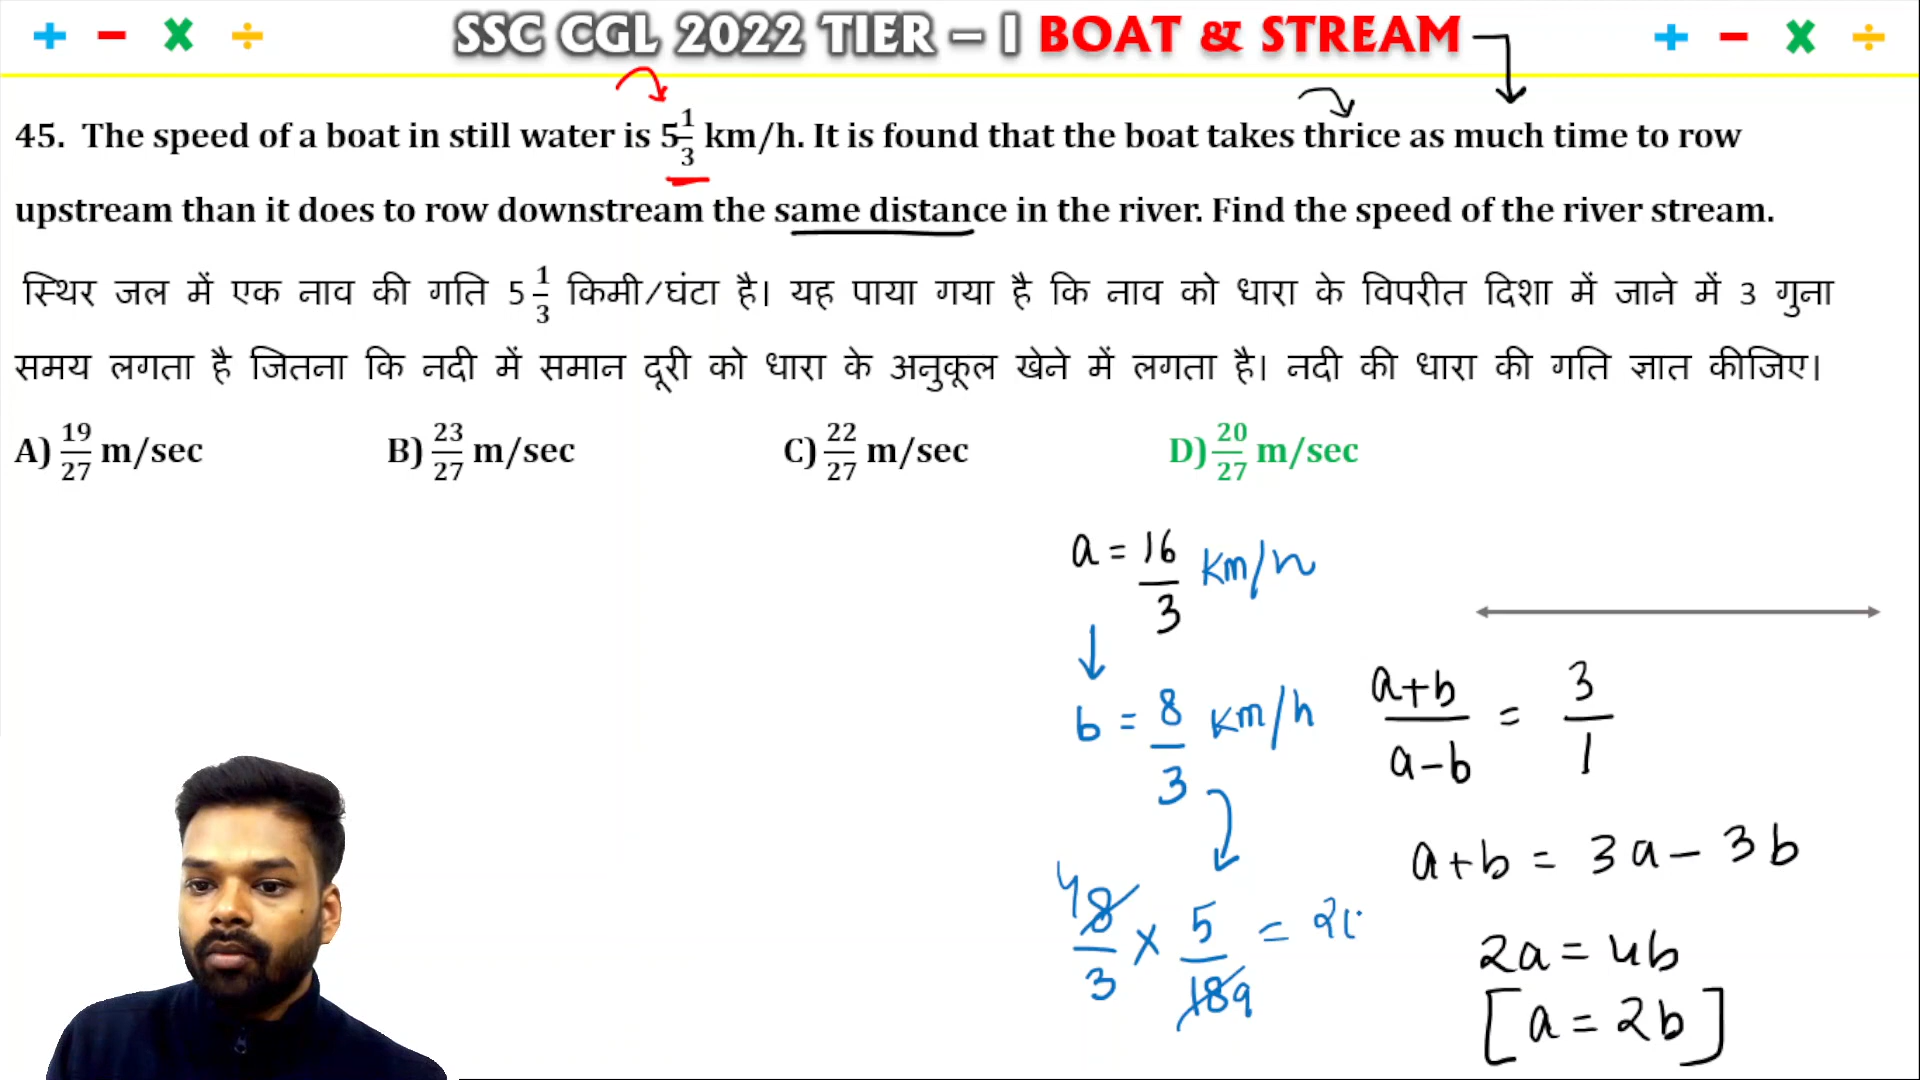 + − × ÷ SSC CGL 2022 TIER – I BOAT & STREAM + − × ÷
45. The speed of a boat in still water is 5 1/3 km/h. It is found that the boat takes thrice as much time to row
upstream than it does to row downstream the same distance in the river. Find the speed of the river stream.
स्थिर जल में एक नाव की गति 5 1/3 किमी/घंटा है। यह पाया गया है कि नाव को धारा के विपरीत दिशा में जाने में 3 गुना
समय लगता है जितना कि नदी में समान दूरी को धारा के अनुकूल खेने में लगता है। नदी की धारा की गति ज्ञात कीजिए।
A) 19/27 m/sec B) 23/27 m/sec C) 22/27 m/sec D) 20/27 m/sec
a = 16/3 km/h
b = 8/3 km/h
4 8/3 × 5/18 9 =
a+b/a-b = 3/1
a+b = 3a - 3b
2a = 4b
[a = 2b]